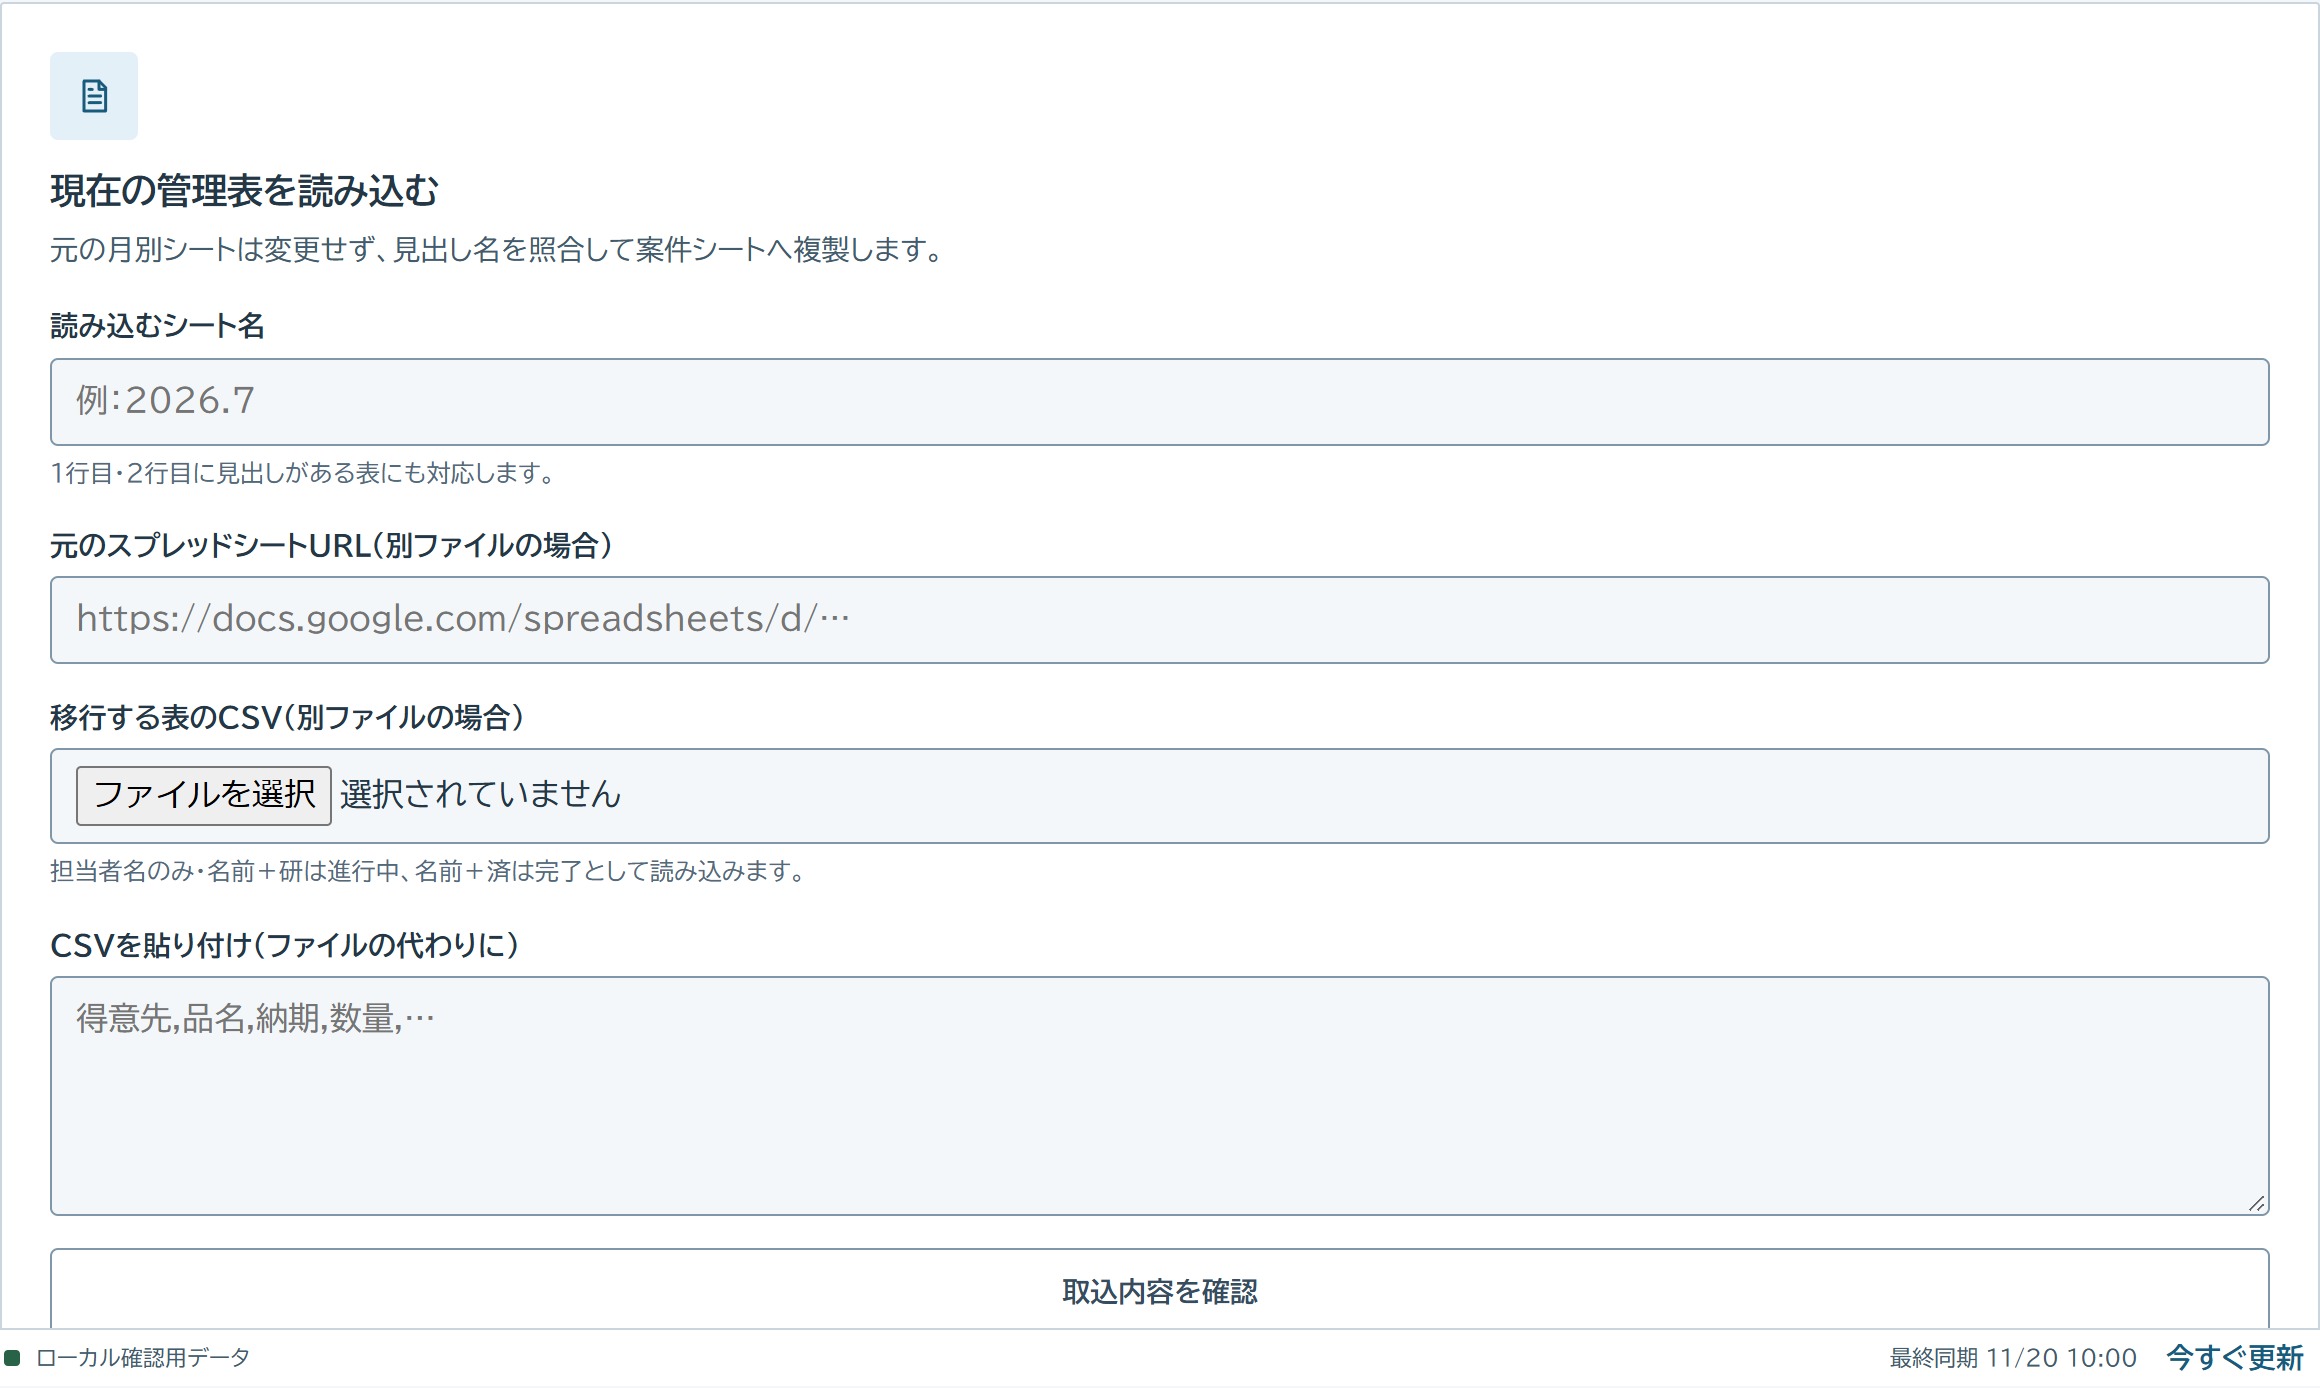 現在の管理表を読み込む
元の月別シートは変更せず、見出し名を照合して案件シートへ複製します。
読み込むシート名
例：2026.7
1行目・2行目に見出しがある表にも対応します。
元のスプレッドシートURL（別ファイルの場合）
https://docs.google.com/spreadsheets/d/…
移行する表のCSV（別ファイルの場合）
ファイルを選択 選択されていません
担当者名のみ・名前＋研は進行中、名前＋済は完了として読み込みます。
CSVを貼り付け（ファイルの代わりに）
得意先,品名,納期,数量,…
取込内容を確認
ローカル確認用データ
最終同期 11/20 10:00 今すぐ更新